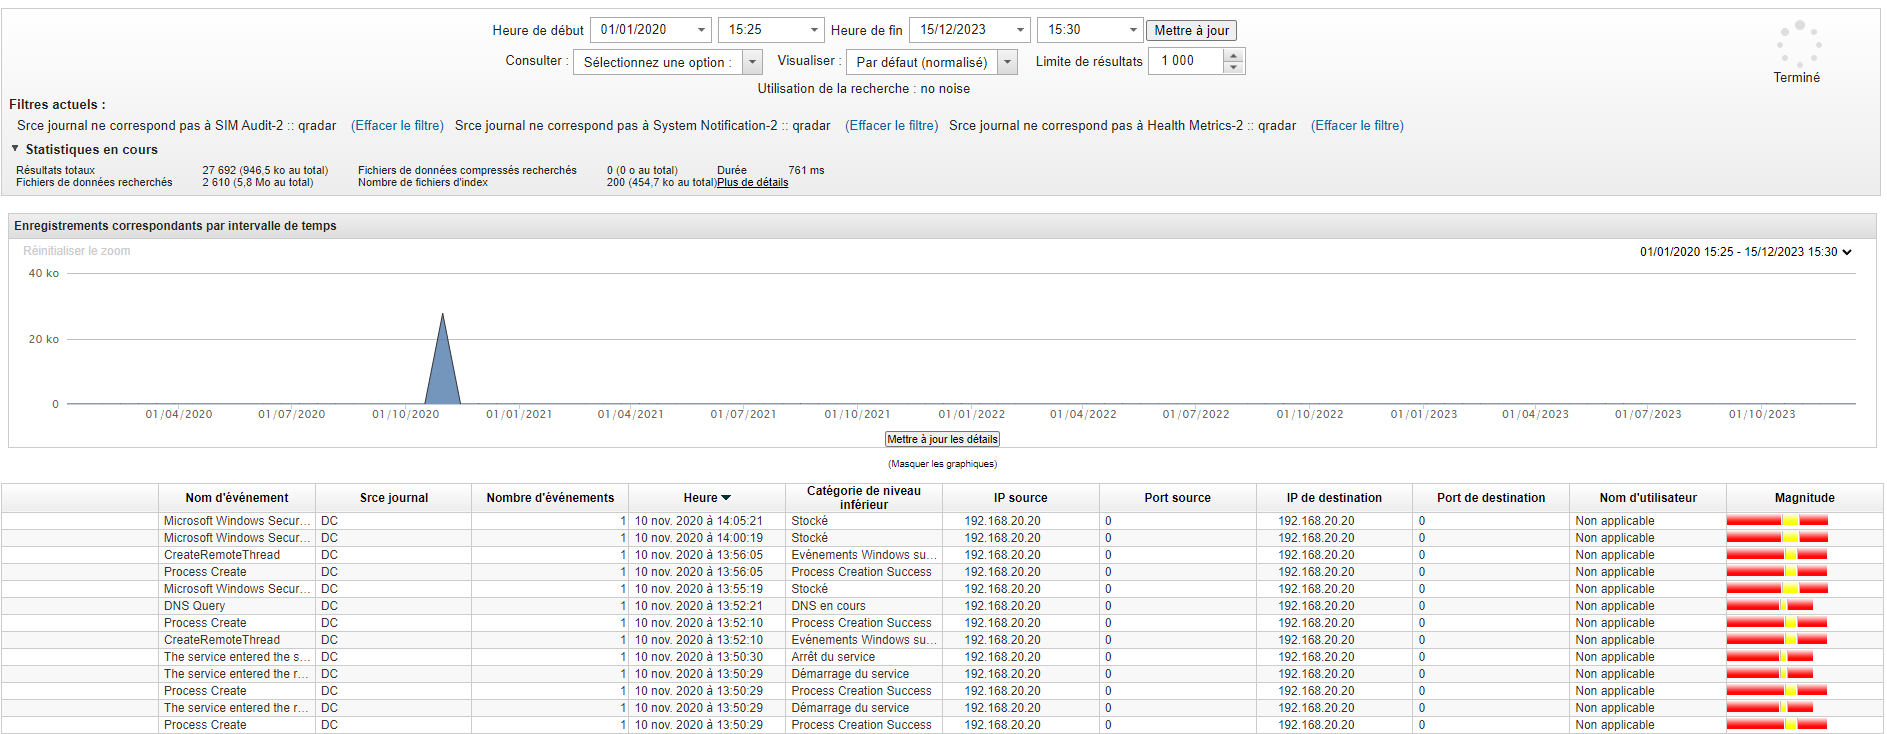 Heure de début 01/01/2020 15:25 Heure de fin 15/12/2023 15:30 Mettre à jour
Consulter : Sélectionnez une option : Visualiser : Par défaut (normalisé) Limite de résultats 1 000
Terminé
Utilisation de la recherche : no noise
Filtres actuels :
Srce journal ne correspond pas à SIM Audit-2 :: qradar (Effacer le filtre) Srce journal ne correspond pas à System Notification-2 :: qradar (Effacer le filtre) Srce journal ne correspond pas à Health Metrics-2 :: qradar (Effacer le filtre)
Statistiques en cours
Résultats totaux 27 692 (946,5 ko au total) Fichiers de données compressés recherchés 0 (0 o au total) Durée 761 ms
Fichiers de données recherchés 2 610 (5,8 Mo au total) Nombre de fichiers d'index 200 (454,7 ko au total) Plus de détails
Enregistrements correspondants par intervalle de temps
Réinitialiser le zoom 01/01/2020 15:25 - 15/12/2023 15:30
40 ko
20 ko
0
01/04/2020 01/07/2020 01/10/2020 01/01/2021 01/04/2021 01/07/2021 01/10/2021 01/01/2022 01/04/2022 01/07/2022 01/10/2022 01/01/2023 01/04/2023 01/07/2023 01/10/2023
Mettre à jour les détails
(Masquer les graphiques)
Nom d'événement Srce journal Nombre d'événements Heure Catégorie de niveau inférieur IP source Port source IP de destination Port de destination Nom d'utilisateur Magnitude
Microsoft Windows Secur... DC 1 10 nov. 2020 à 14:05:21 Stocké 192.168.20.20 0 192.168.20.20 0 Non applicable
Microsoft Windows Secur... DC 1 10 nov. 2020 à 14:00:19 Stocké 192.168.20.20 0 192.168.20.20 0 Non applicable
CreateRemoteThread DC 1 10 nov. 2020 à 13:56:05 Evénements Windows su... 192.168.20.20 0 192.168.20.20 0 Non applicable
Process Create DC 1 10 nov. 2020 à 13:56:05 Process Creation Success 192.168.20.20 0 192.168.20.20 0 Non applicable
Microsoft Windows Secur... DC 1 10 nov. 2020 à 13:55:19 Stocké 192.168.20.20 0 192.168.20.20 0 Non applicable
DNS Query DC 1 10 nov. 2020 à 13:52:21 DNS en cours 192.168.20.20 0 192.168.20.20 0 Non applicable
Process Create DC 1 10 nov. 2020 à 13:52:10 Process Creation Success 192.168.20.20 0 192.168.20.20 0 Non applicable
CreateRemoteThread DC 1 10 nov. 2020 à 13:52:10 Evénements Windows su... 192.168.20.20 0 192.168.20.20 0 Non applicable
The service entered the s... DC 1 10 nov. 2020 à 13:50:30 Arrêt du service 192.168.20.20 0 192.168.20.20 0 Non applicable
The service entered the r... DC 1 10 nov. 2020 à 13:50:29 Démarrage du service 192.168.20.20 0 192.168.20.20 0 Non applicable
Process Create DC 1 10 nov. 2020 à 13:50:29 Process Creation Success 192.168.20.20 0 192.168.20.20 0 Non applicable
The service entered the r... DC 1 10 nov. 2020 à 13:50:29 Démarrage du service 192.168.20.20 0 192.168.20.20 0 Non applicable
Process Create DC 1 10 nov. 2020 à 13:50:29 Process Creation Success 192.168.20.20 0 192.168.20.20 0 Non applicable